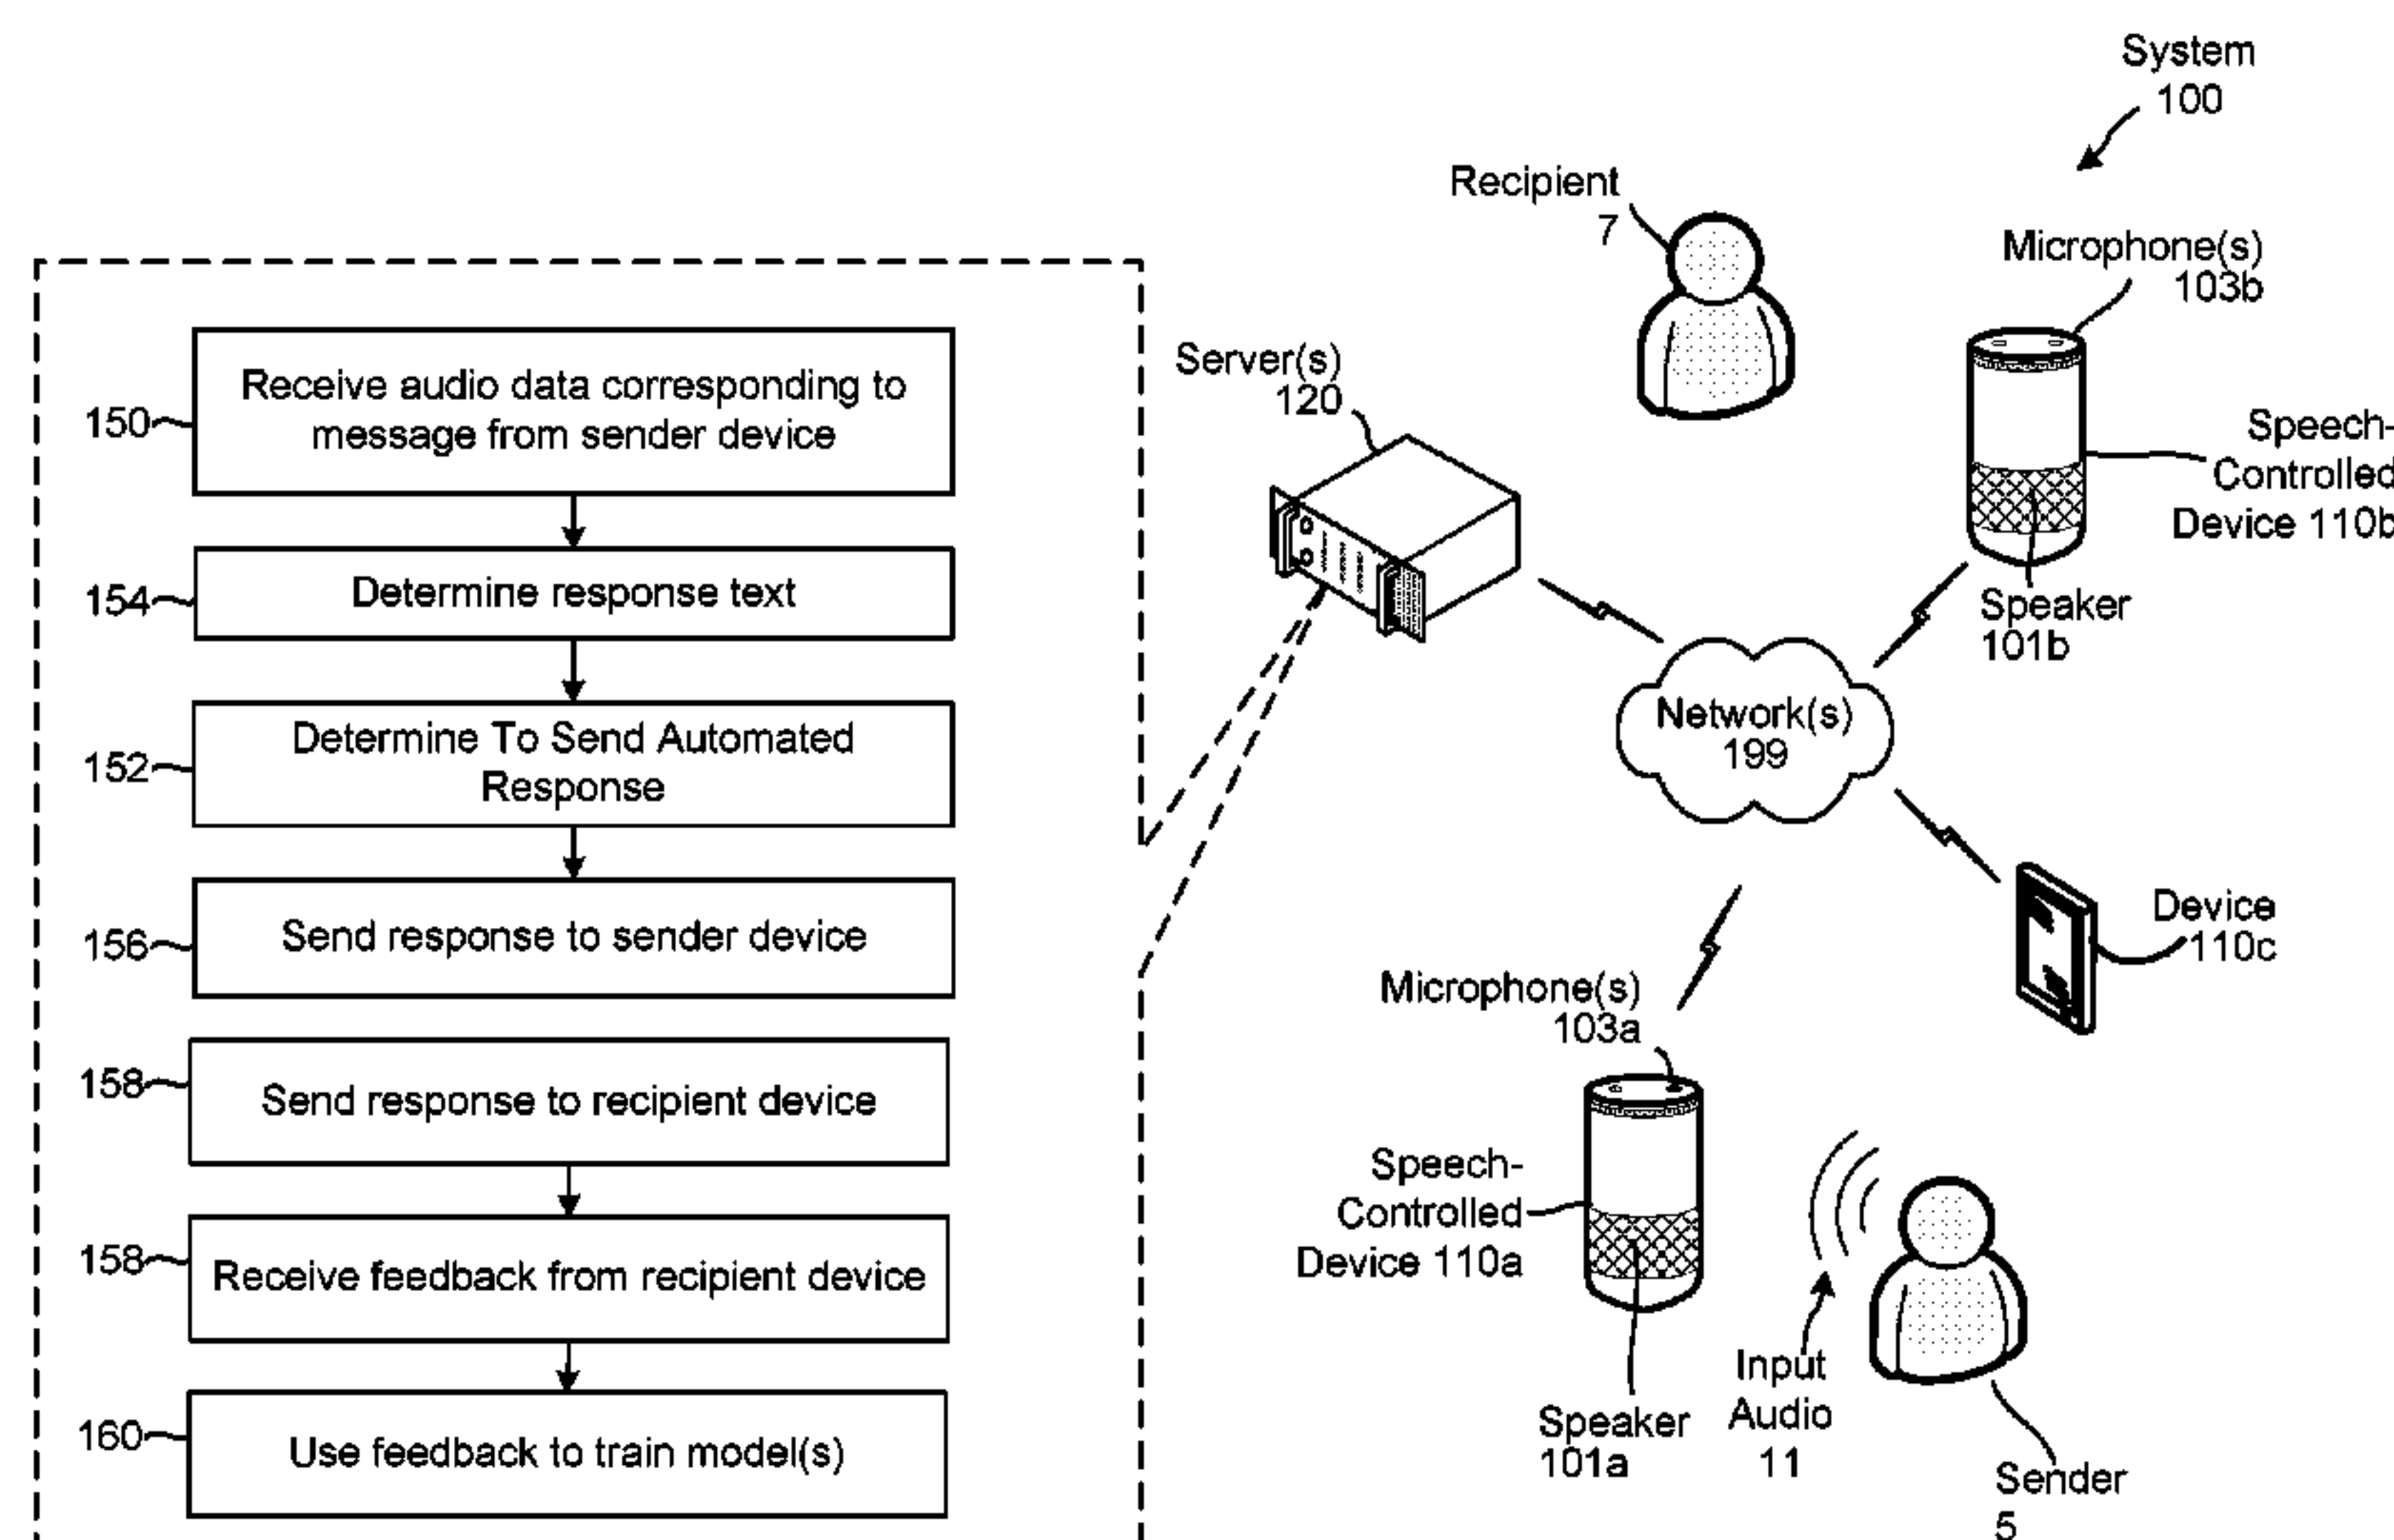 System
100
Recipient
7
Microphone(s)
103b
Server(s)
120
Speech-
Controlled
Device 110b
Speaker
101b
Network(s)
199
Device
110c
Microphone(s)
103a
Speech-
Controlled
Device 110a
Speaker
101a
Input
Audio
11
Sender
5
150
Receive audio data corresponding to
message from sender device
154
Determine response text
152
Determine To Send Automated
Response
156
Send response to sender device
158
Send response to recipient device
158
Receive feedback from recipient device
160
Use feedback to train model(s)